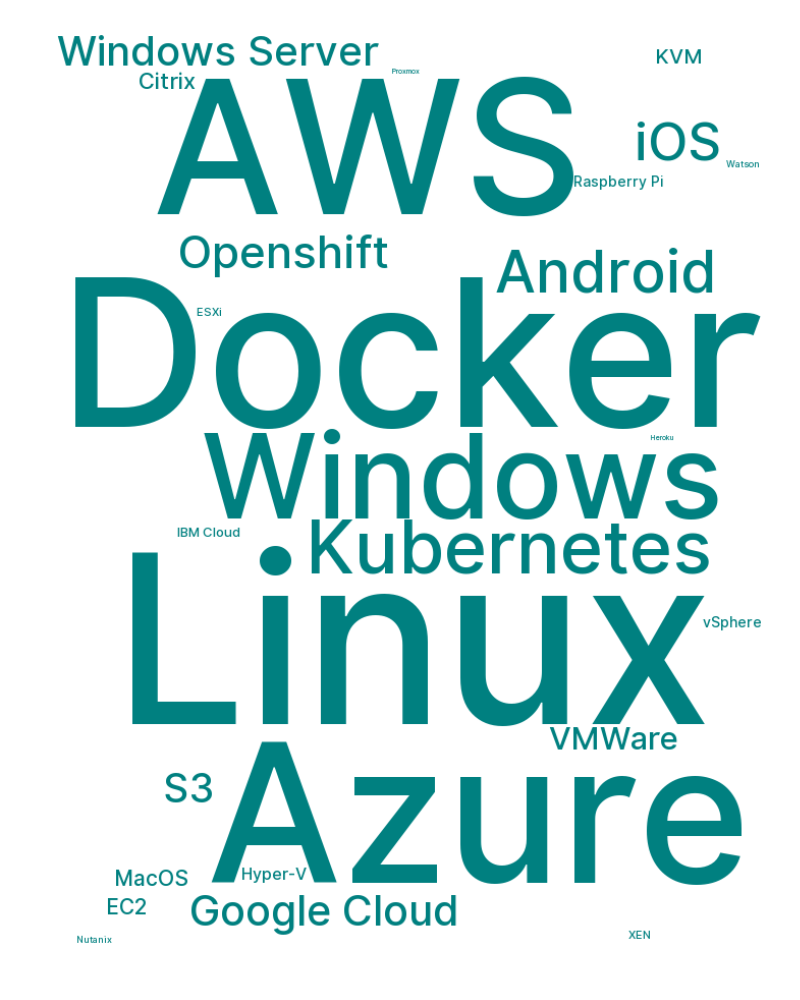 Windows Server
KVM
Proxmox
Citrix
AWS
iOS
Watson
Raspberry Pi
Openshift
Android
ESXi
Docker
Heroku
Windows
IBM Cloud
Kubernetes
Linux
vSphere
VMWare
S3
Azure
Hyper-V
MacOS
EC2
Google Cloud
XEN
Nutanix